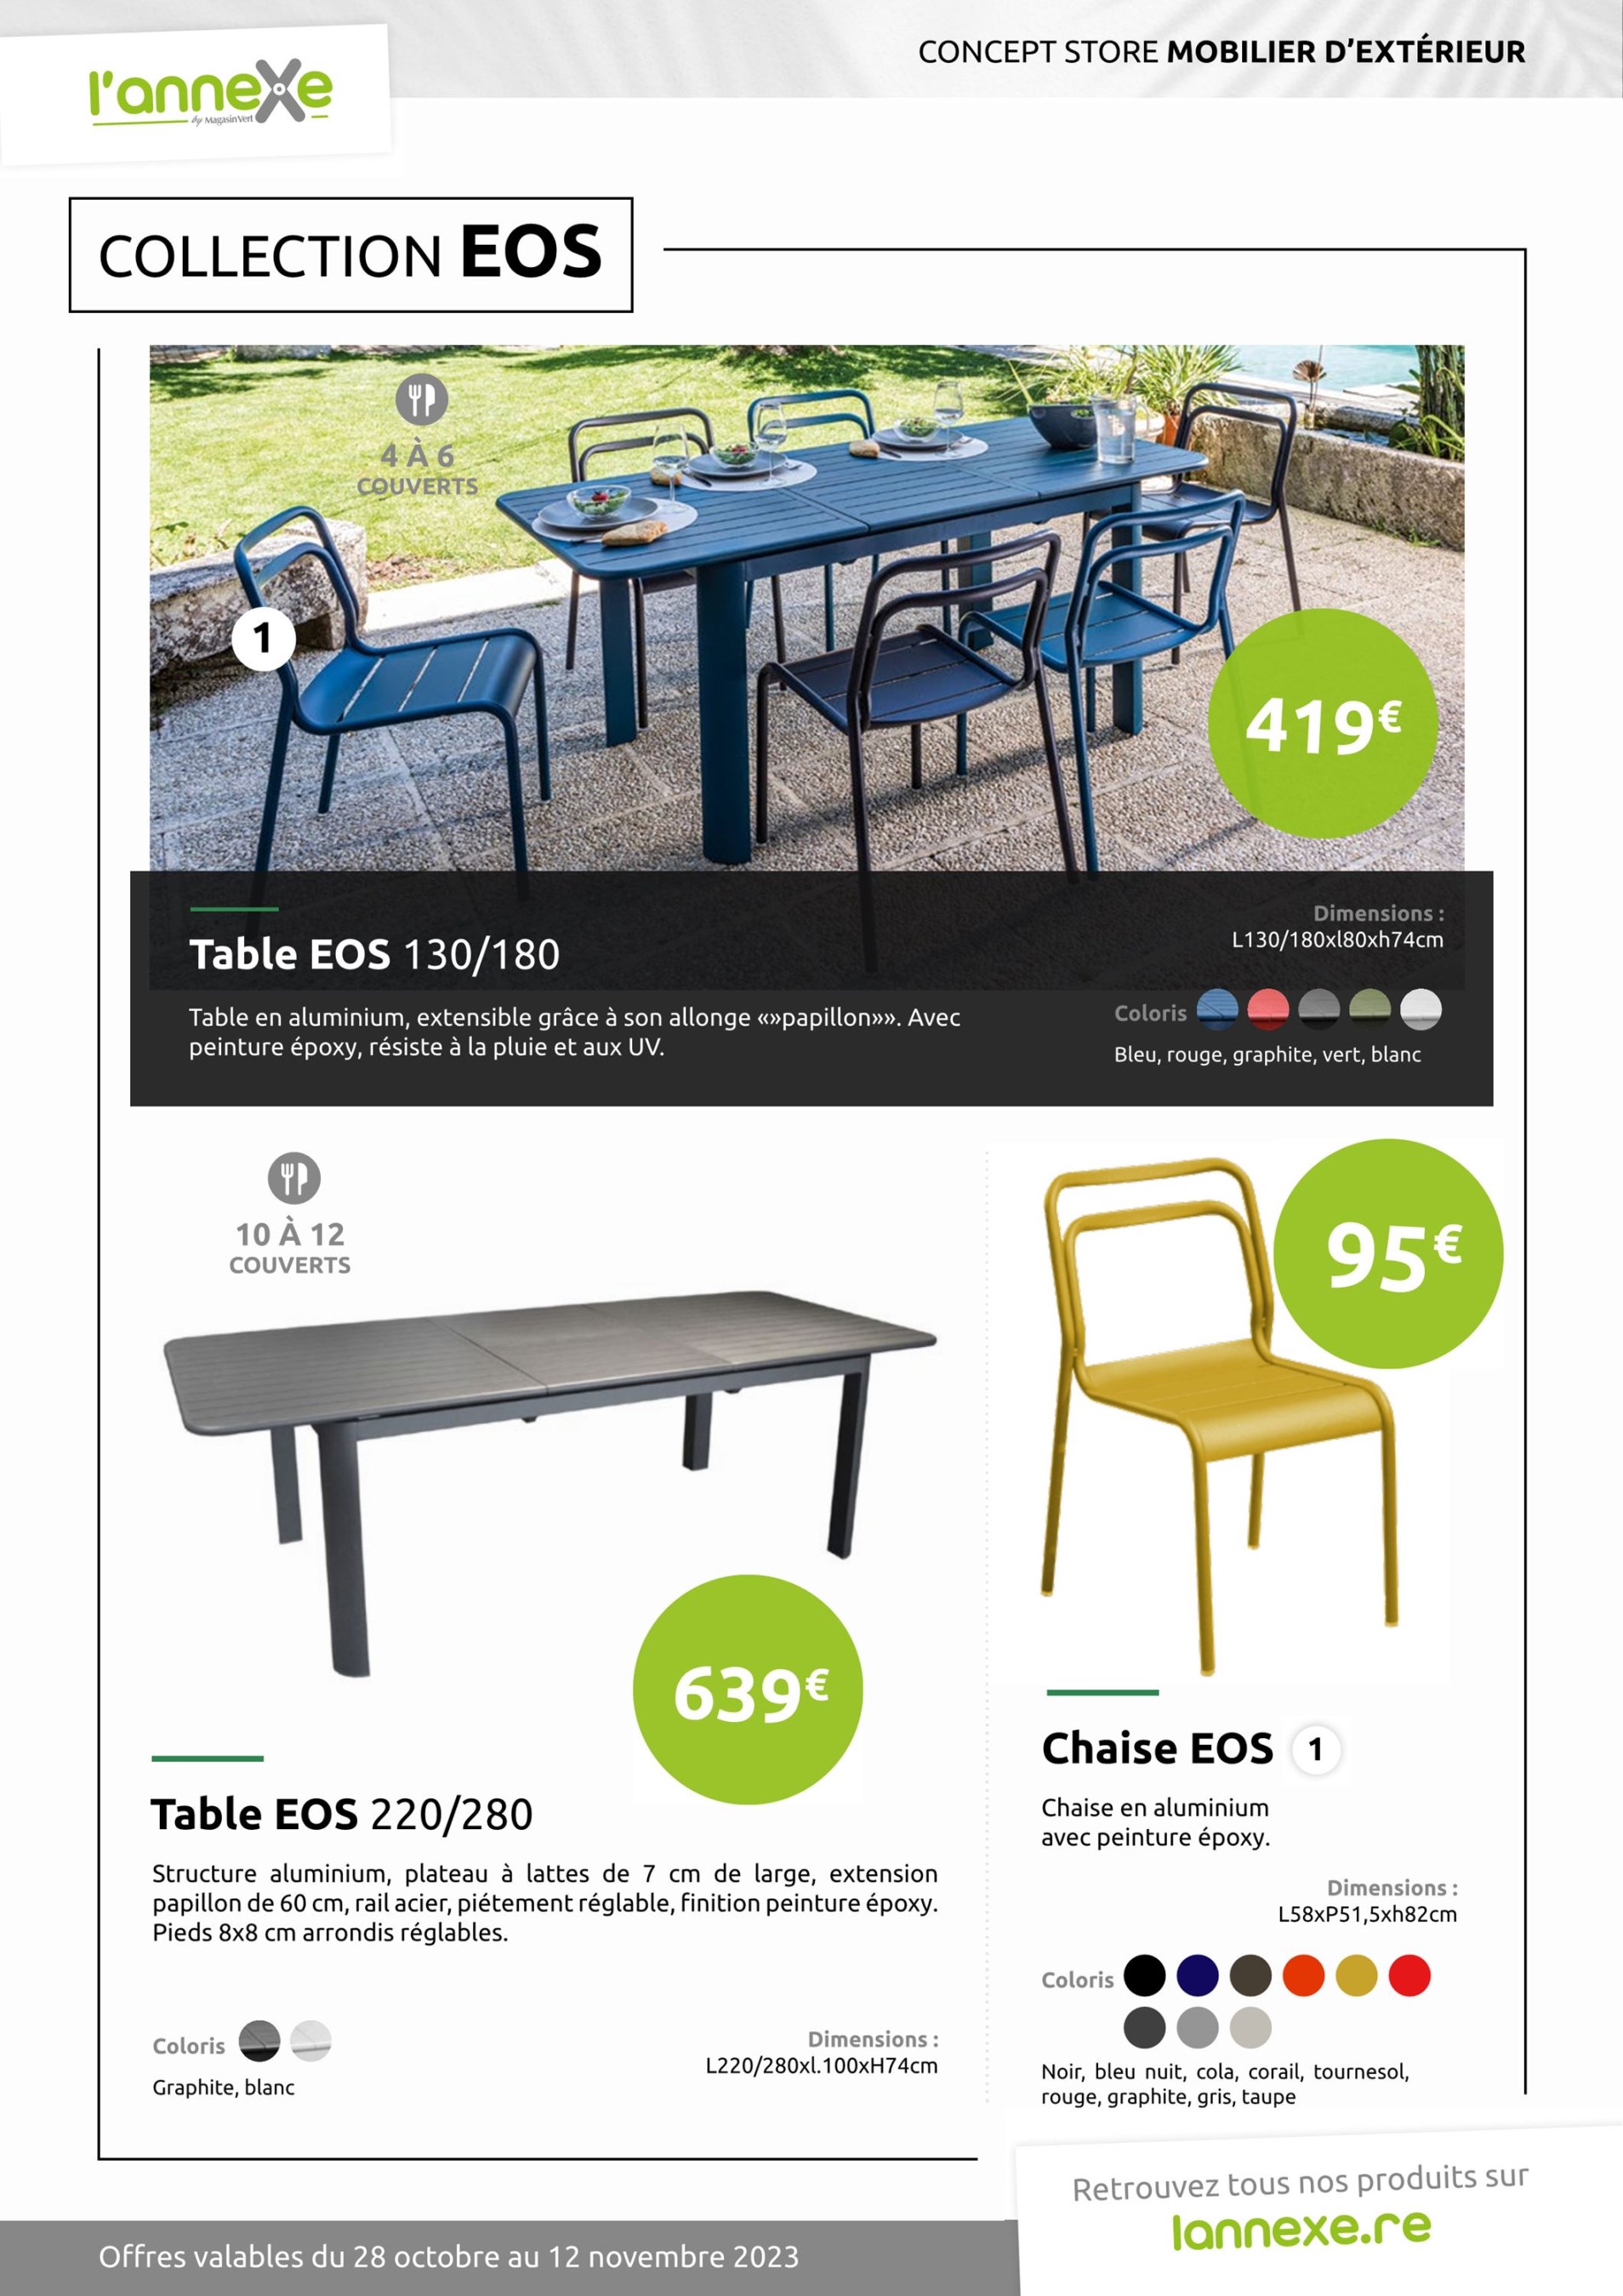 l'annexe
by MagasinVert
CONCEPT STORE MOBILIER D'EXTÉRIEUR
COLLECTION EOS
4 À 6
COUVERTS
1
419€
Table EOS 130/180
Table en aluminium, extensible grâce à son allonge «»papillon»». Avec
peinture époxy, résiste à la pluie et aux UV.
Dimensions :
L130/180xl80xh74cm
Coloris
Bleu, rouge, graphite, vert, blanc
10 À 12
COUVERTS
639€
Table EOS 220/280
Structure aluminium, plateau à lattes de 7 cm de large, extension
papillon de 60 cm, rail acier, piétement réglable, finition peinture époxy.
Pieds 8x8 cm arrondis réglables.
Coloris
Graphite, blanc
Dimensions :
L220/280xl.100xH74cm
95€
Chaise EOS 1
Chaise en aluminium
avec peinture époxy.
Dimensions :
L58xP51,5xh82cm
Coloris
Noir, bleu nuit, cola, corail, tournesol,
rouge, graphite, gris, taupe
Retrouvez tous nos produits sur
lannexe.re
Offres valables du 28 octobre au 12 novembre 2023